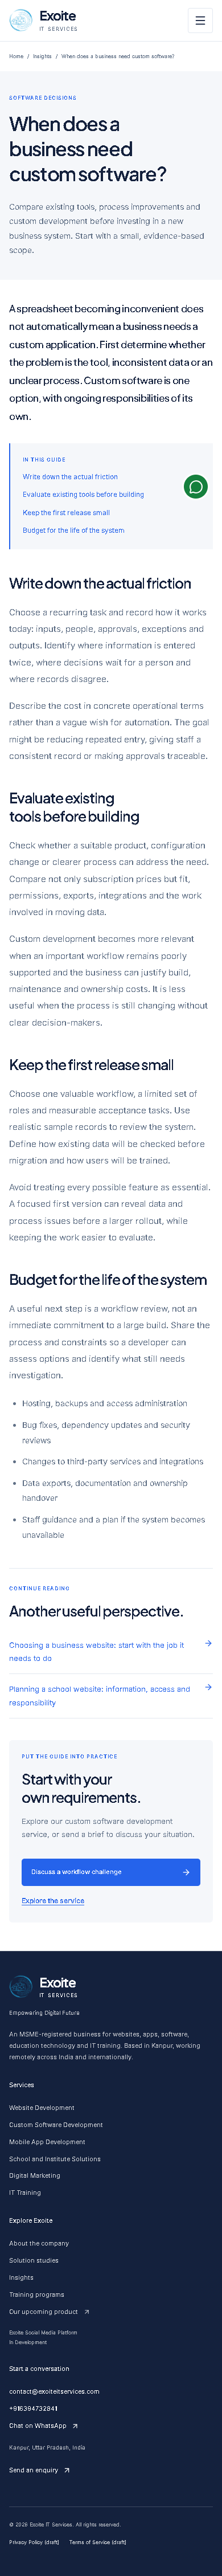 Exoite
IT SERVICES
Home / Insights / When does a business need custom software?
SOFTWARE DECISIONS
When does a
business need
custom software?
Compare existing tools, process improvements and
custom development before investing in a new
business system. Start with a small, evidence-based
scope.
A spreadsheet becoming inconvenient does
not automatically mean a business needs a
custom application. First determine whether
the problem is the tool, inconsistent data or an
unclear process. Custom software is one
option, with ongoing responsibilities of its
own.
IN THIS GUIDE
Write down the actual friction
Evaluate existing tools before building
Keep the first release small
Budget for the life of the system
Write down the actual friction
Choose a recurring task and record how it works
today: inputs, people, approvals, exceptions and
outputs. Identify where information is entered
twice, where decisions wait for a person and
where records disagree.
Describe the cost in concrete operational terms
rather than a vague wish for automation. The goal
might be reducing repeated entry, giving staff a
consistent record or making approvals traceable.
Evaluate existing
tools before building
Check whether a suitable product, configuration
change or clearer process can address the need.
Compare not only subscription prices but fit,
permissions, exports, integrations and the work
involved in moving data.
Custom development becomes more relevant
when an important workflow remains poorly
supported and the business can justify build,
maintenance and ownership costs. It is less
useful when the process is still changing without
clear decision-makers.
Keep the first release small
Choose one valuable workflow, a limited set of
roles and measurable acceptance tasks. Use
realistic sample records to review the system.
Define how existing data will be checked before
migration and how users will be trained.
Avoid treating every possible feature as essential.
A focused first version can reveal data and
process issues before a larger rollout, while
keeping the work easier to evaluate.
Budget for the life of the system
A useful next step is a workflow review, not an
immediate commitment to a large build. Share the
process and constraints so a developer can
assess options and identify what still needs
investigation.
• Hosting, backups and access administration
• Bug fixes, dependency updates and security
reviews
• Changes to third-party services and integrations
• Data exports, documentation and ownership
handover
• Staff guidance and a plan if the system becomes
unavailable
CONTINUE READING
Another useful perspective.
Choosing a business website: start with the job it
needs to do
Planning a school website: information, access and
responsibility
PUT THE GUIDE INTO PRACTICE
Start with your
own requirements.
Explore our custom software development
service, or send a brief to discuss your situation.
Discuss a workflow challenge
Explore the service
Exoite
IT SERVICES
Empowering Digital Future
An MSME-registered business for websites, apps, software,
education technology and IT training. Based in Kanpur, working
remotely across India and internationally.
Services
Website Development
Custom Software Development
Mobile App Development
School and Institute Solutions
Digital Marketing
IT Training
Explore Exoite
About the company
Solution studies
Insights
Training programs
Our upcoming product
Exoite Social Media Platform
In Development
Start a conversation
contact@exoiteitservices.com
+916394732841
Chat on WhatsApp
Kanpur, Uttar Pradesh, India
Send an enquiry
© 2026 Exoite IT Services. All rights reserved.
Privacy Policy (draft) Terms of Service (draft)